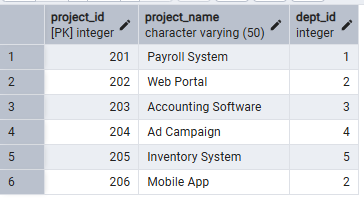 project_id project_name dept_id
[PK] integer character varying (50) integer
1 201 Payroll System 1
2 202 Web Portal 2
3 203 Accounting Software 3
4 204 Ad Campaign 4
5 205 Inventory System 5
6 206 Mobile App 2